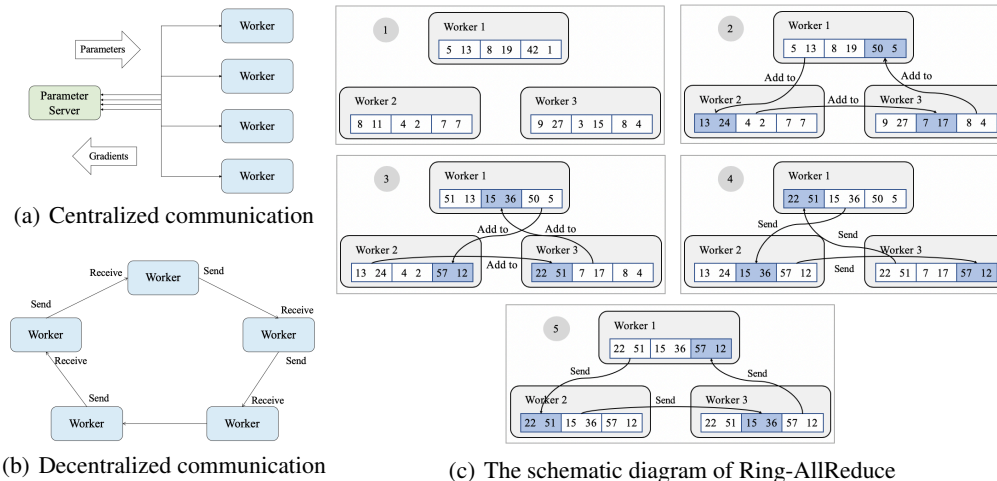 Parameters
Parameter
Server
Gradients
Worker
Worker
Worker
Worker
(a) Centralized communication
Worker
Send
Receive
Send
Receive
Worker
Worker
Receive
Send
Send
Receive
Worker
Worker
(b) Decentralized communication
1
Worker 1
5 13 8 19 42 1
Worker 2
8 11 4 2 7 7
Worker 3
9 27 3 15 8 4
2
Worker 1
5 13 8 19 50 5
Add to
Add to
Worker 2
Add to
Worker 3
13 24 4 2 7 7
9 27 7 17 8 4
3
Worker 1
51 13 15 36 50 5
Add to
Add to
Worker 2
Worker 3
13 24 4 2 57 12
Add to
22 51 7 17 8 4
4
Worker 1
22 51 15 36 50 5
Send
Send
Worker 2
Worker 3
13 24 15 36 57 12
Send
22 51 7 17 57 12
5
Worker 1
22 51 15 36 57 12
Send
Send
Worker 2
Send
Worker 3
22 51 15 36 57 12
22 51 15 36 57 12
(c) The schematic diagram of Ring-AllReduce